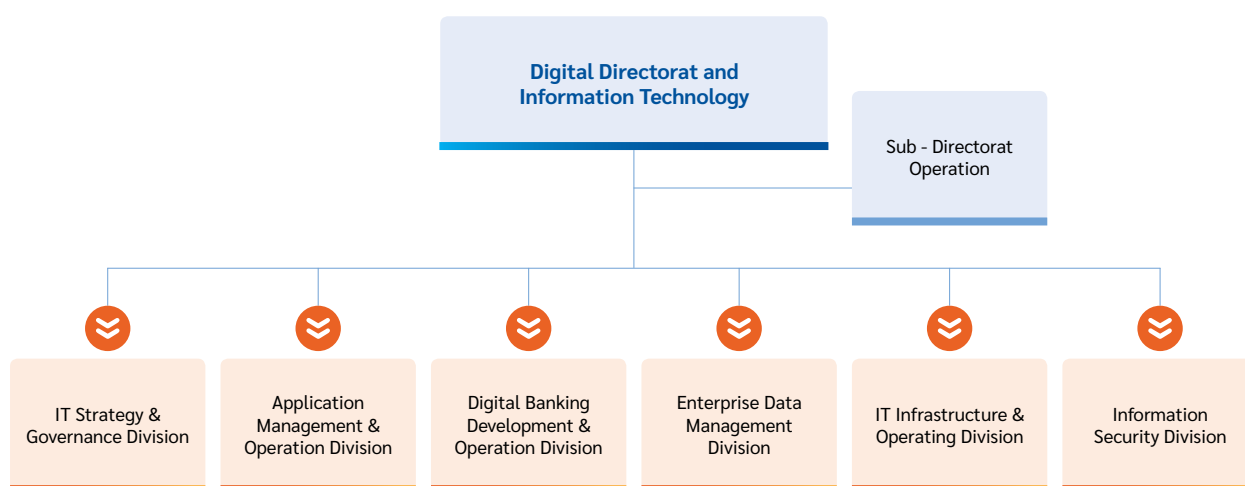 Digital Directorat and
Information Technology
Sub - Directorat
Operation
IT Strategy &
Governance Division
Application
Management &
Operation Division
Digital Banking
Development &
Operation Division
Enterprise Data
Management
Division
IT Infrastructure &
Operating Division
Information
Security Division